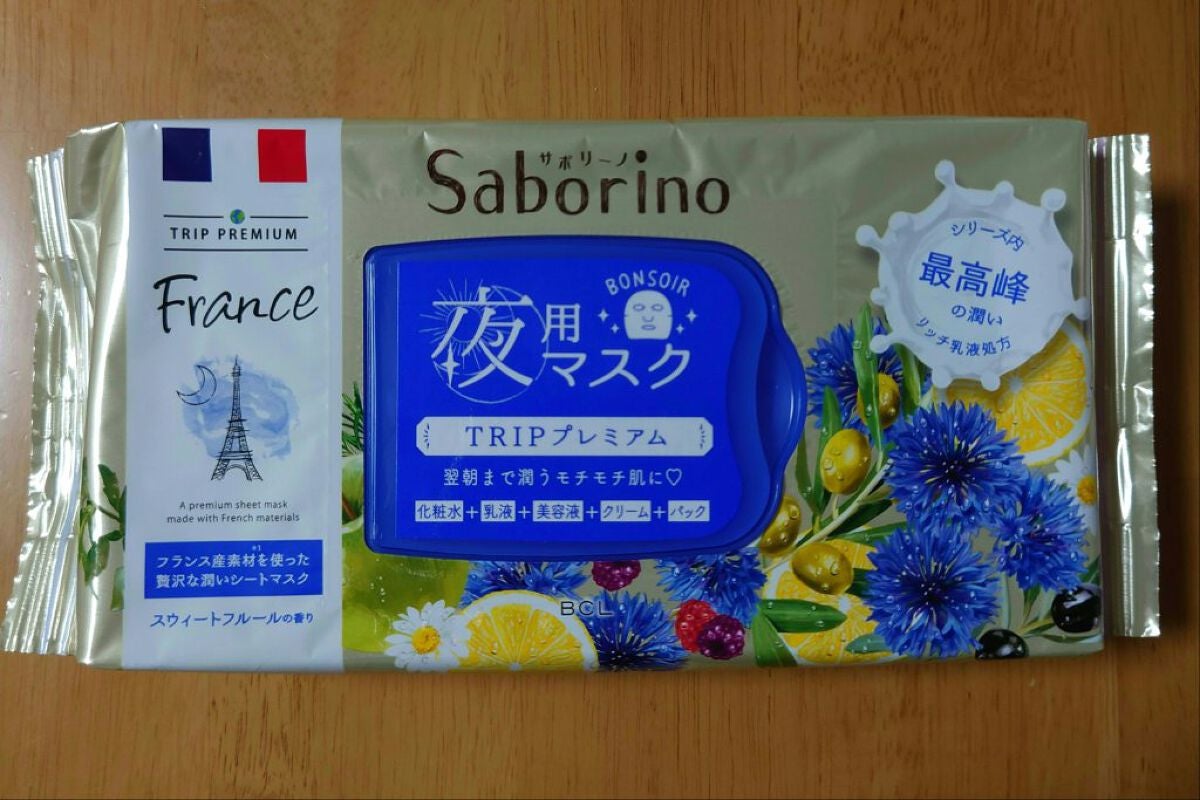 TRIP PREMIUM
France
A premium sheet mask
made with French materials
フランス産素材を使った
※1
贅沢な潤いシートマスク
スウィートフルールの香り
サボリーノ
Saborino
BONSOIR
夜用
マスク
TRIPプレミアム
翌朝まで潤うモチモチ肌に♡
化粧水+乳液+美容液+クリーム+パック
BCL
シリーズ内
最高峰
の潤い
リッチ乳液処方